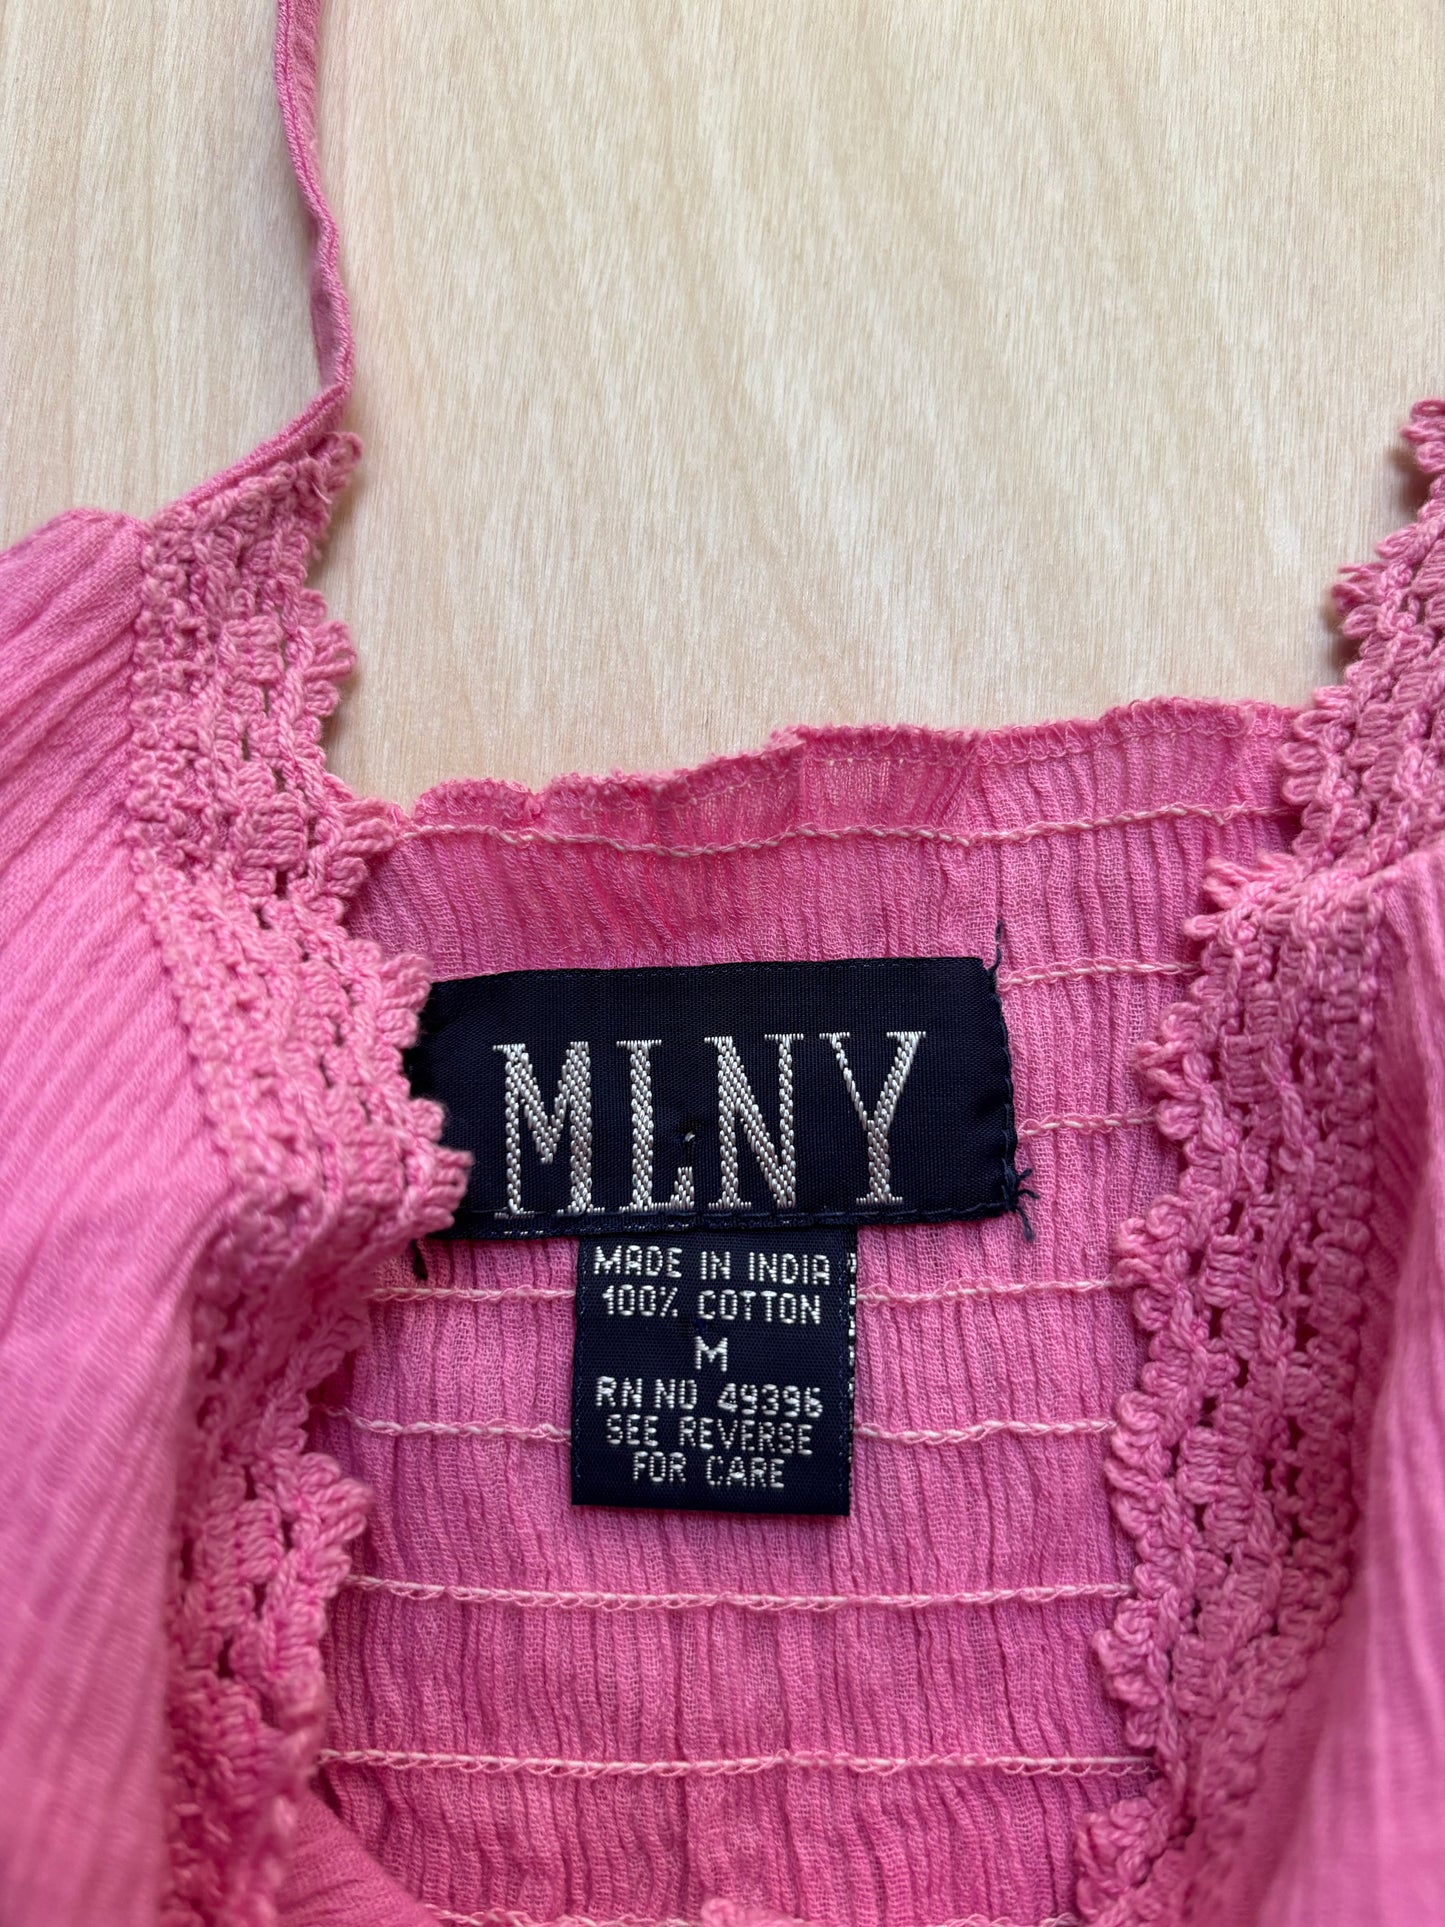 MLNY
MADE IN INDIA
100% COTTON
M
RN NO 49396
SEE REVERSE
FOR CARE